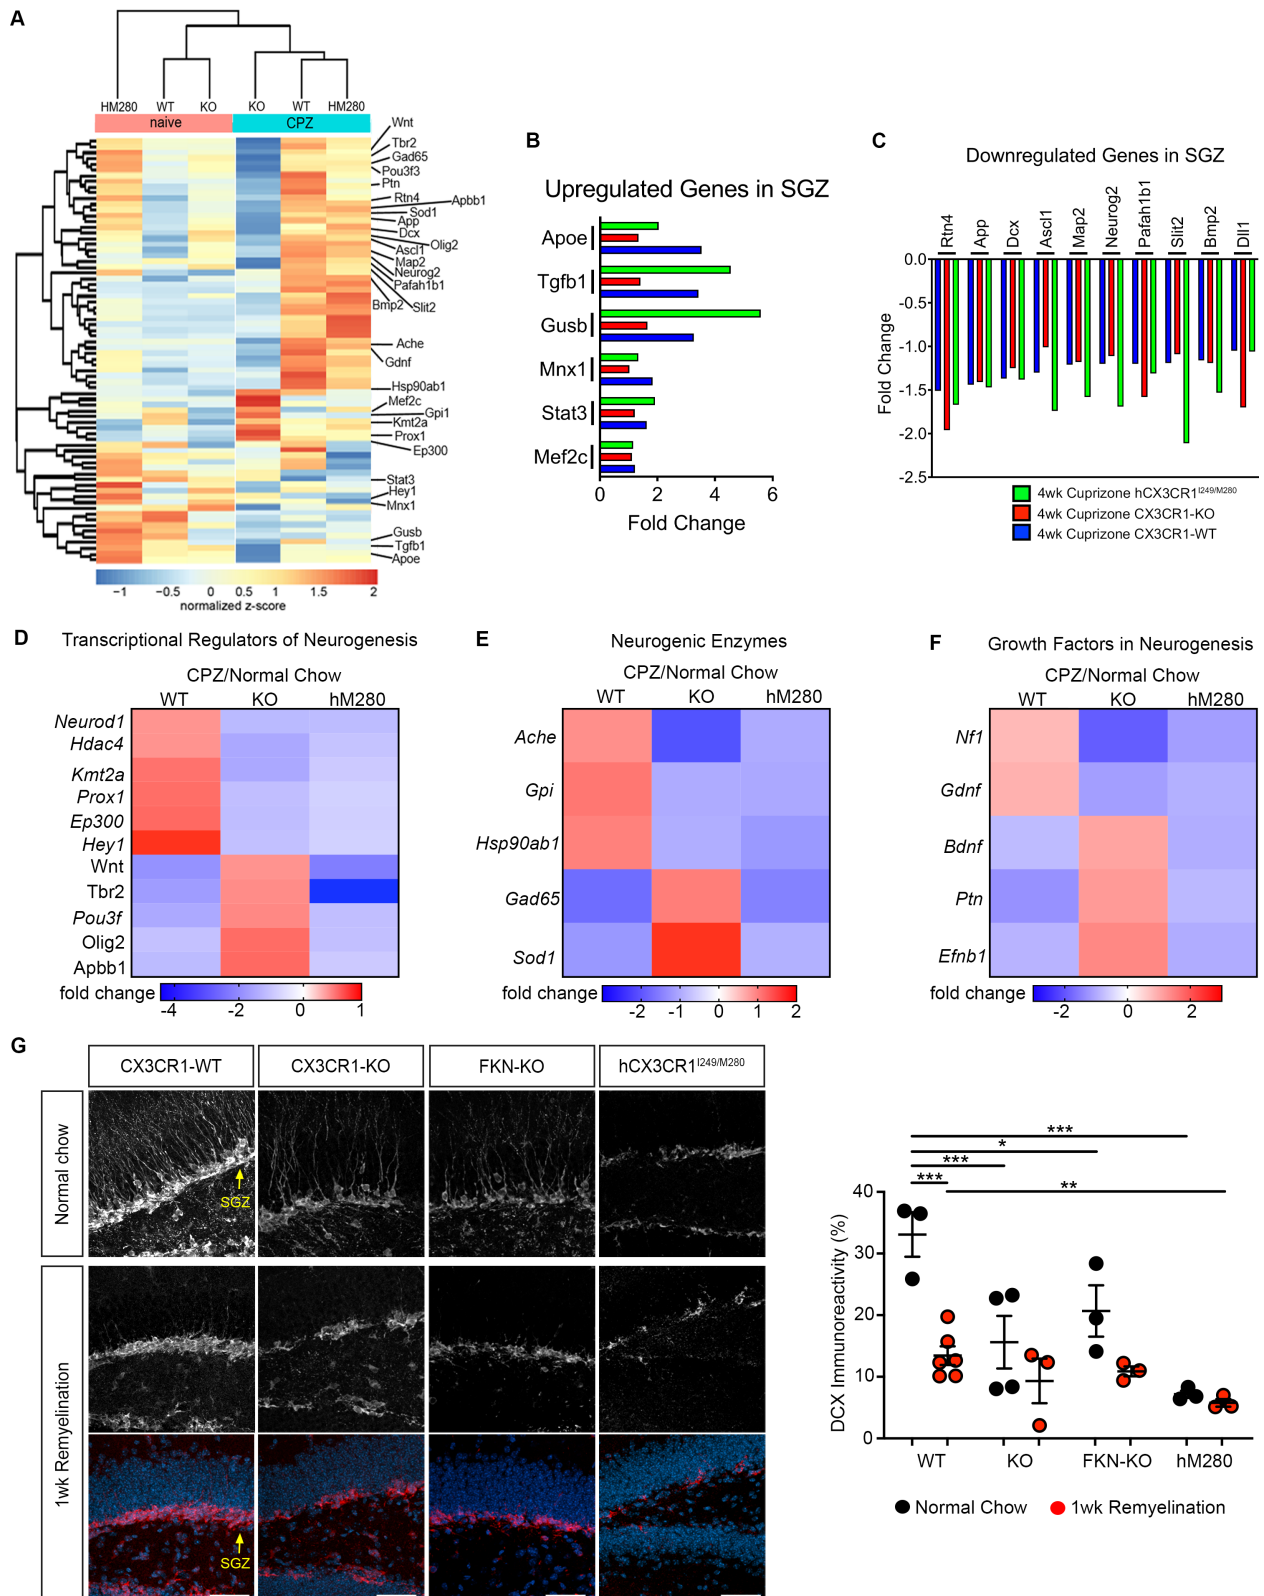 A
HM280 WT KO KO WT HM280
naive CPZ
Wnt
Tbr2
Gad65
Pou3f3
Ptn
Rtn4
Apbb1
Sod1
App
Dcx
Olig2
Ascl1
Map2
Neurog2
Pafah1b1
Bmp2
Slit2
Ache
Gdnf
Hsp90ab1
Mef2c
Gpi1
Kmt2a
Prox1
Ep300
Stat3
Hey1
Mnx1
Gusb
Tgfb1
Apoe
−1 −0.5 0 0.5 1 1.5 2
normalized z-score
B
Upregulated Genes in SGZ
Apoe
Tgfb1
Gusb
Mnx1
Stat3
Mef2c
0 2 4 6
Fold Change
C
Downregulated Genes in SGZ
Rtn4
App
Dcx
Ascl1
Map2
Neurog2
Pafah1b1
Slit2
Bmp2
Dll1
0.0
-0.5
-1.0
-1.5
-2.0
-2.5
Fold Change
4wk Cuprizone hCX3CR1I249/M280
4wk Cuprizone CX3CR1-KO
4wk Cuprizone CX3CR1-WT
D
Transcriptional Regulators of Neurogenesis
CPZ/Normal Chow
WT KO hM280
Neurod1
Hdac4
Kmt2a
Prox1
Ep300
Hey1
Wnt
Tbr2
Pou3f
Olig2
Apbb1
fold change
-4 -2 0 1
E
Neurogenic Enzymes
CPZ/Normal Chow
WT KO hM280
Ache
Gpi
Hsp90ab1
Gad65
Sod1
fold change
-2 -1 0 1 2
F
Growth Factors in Neurogenesis
CPZ/Normal Chow
WT KO hM280
Nf1
Gdnf
Bdnf
Ptn
Efnb1
fold change
-2 0 2
G
CX3CR1-WT CX3CR1-KO FKN-KO hCX3CR1I249/M280
Normal chow
SGZ
1wk Remyelination
SGZ
***
*
***
***
**
40
30
20
10
0
DCX Immunoreactivity (%)
WT KO FKN-KO hM280
Normal Chow 1wk Remyelination